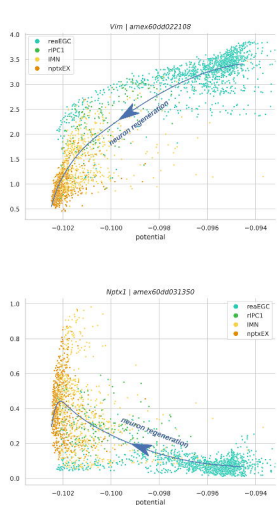 Vim | amex60dd022108
4.0
3.5
3.0
2.5
2.0
1.5
1.0
0.5
reaEGC
rIPC1
IMN
nptxEX
neuron regeneration
−0.102 −0.100 −0.098 −0.096 −0.094
potential
Nptx1 | amex60dd031350
1.0
0.8
0.6
0.4
0.2
0.0
reaEGC
rIPC1
IMN
nptxEX
neuron regeneration
−0.102 −0.100 −0.098 −0.096 −0.094
potential